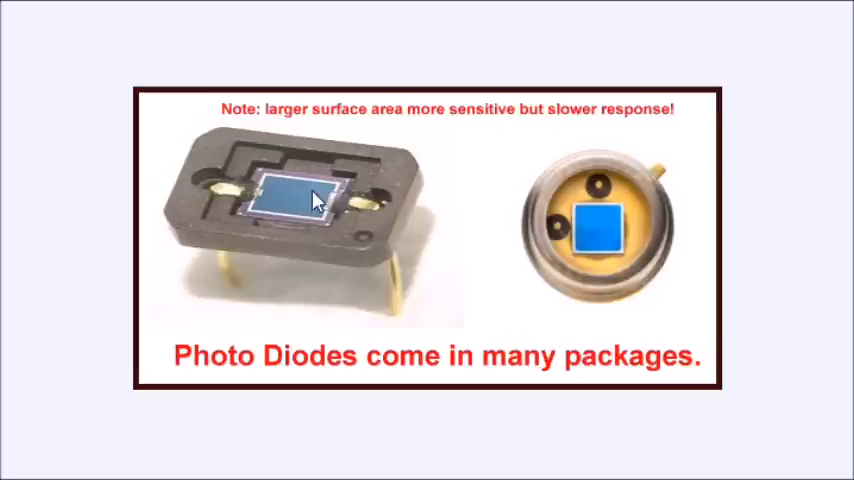 Note: larger surface area more sensitive but slower response!
Photo Diodes come in many packages.